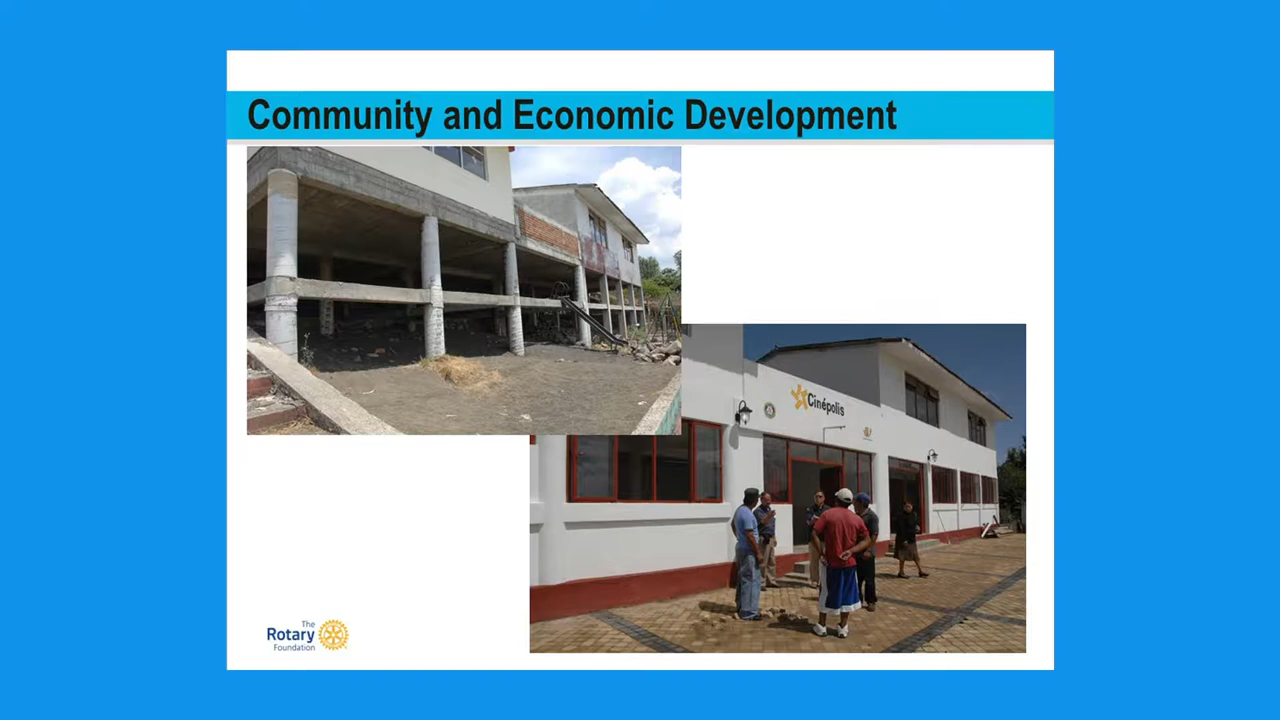 Community and Economic Development
Cinépolis
The
Rotary
Foundation